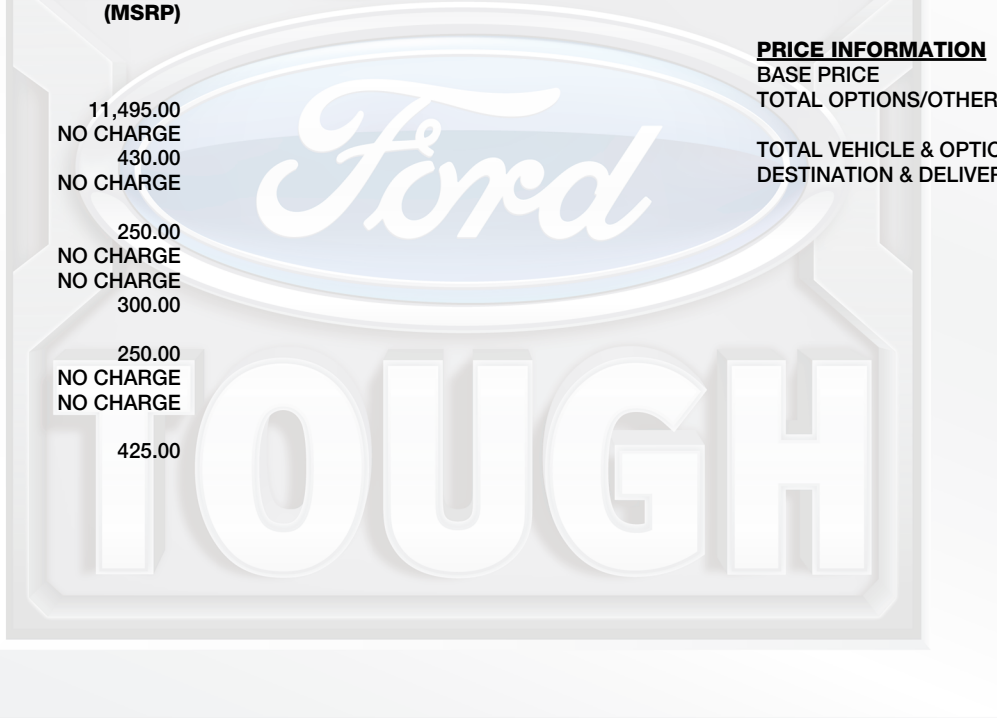 (MSRP)
11,495.00
NO CHARGE
430.00
NO CHARGE
250.00
NO CHARGE
NO CHARGE
300.00
250.00
NO CHARGE
NO CHARGE
425.00
PRICE INFORMATION
BASE PRICE
TOTAL OPTIONS/OTHER
TOTAL VEHICLE & OPTIO
DESTINATION & DELIVER
Ford
TOUGH